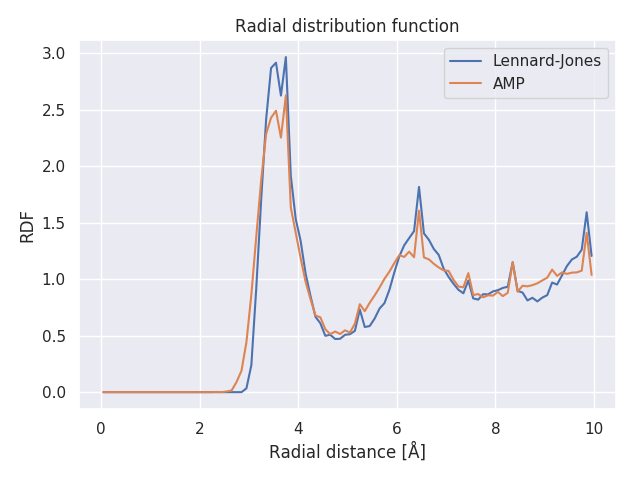 Radial distribution function
Lennard-Jones
AMP
3.0
2.5
2.0
1.5
1.0
0.5
0.0
RDF
0 2 4 6 8 10
Radial distance [Å]